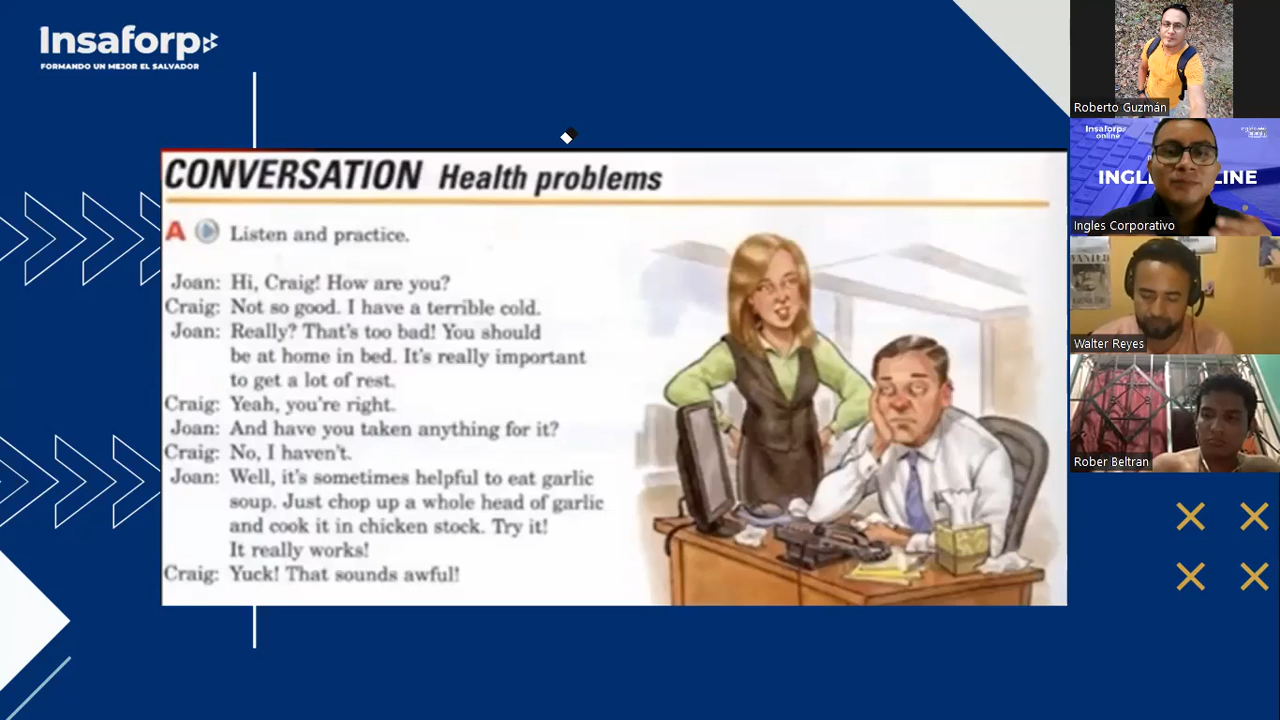 Insaforp
FORMANDO UN MEJOR EL SALVADOR
CONVERSATION Health problems
A Listen and practice.
Joan: Hi, Craig! How are you?
Craig: Not so good. I have a terrible cold.
Joan: Really? That's too bad! You should
be at home in bed. It's really important
to get a lot of rest.
Craig: Yeah, you're right.
Joan: And have you taken anything for it?
Craig: No, I haven't.
Joan: Well, it's sometimes helpful to eat garlic
soup. Just chop up a whole head of garlic
and cook it in chicken stock. Try it!
It really works!
Craig: Yuck! That sounds awful!
Roberto Guzmán
Insaforp
online
INGL LINE
Ingles Corporativo
WANTED
Walter Reyes
Rober Beltran